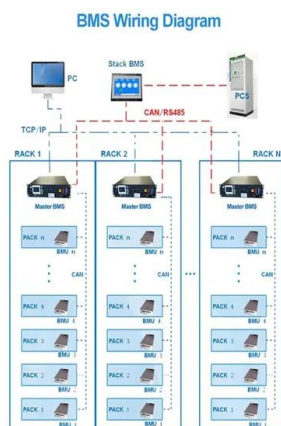 BMS Wiring Diagram
PC
Stack BMS
PCS
CAN/RS485
TCP/IP
RACK 1
RACK 2
RACK N
Master BMS
Master BMS
Master BMS
PACK n
PACK n
PACK n
BMU n
BMU n
BMU n
CAN
CAN
CAN
PACK 4
PACK 4
PACK 4
BMU 4
BMU 4
BMU 4
PACK 3
PACK 3
PACK 3
BMU 3
BMU 3
BMU 3
PACK 2
PACK 2
PACK 2
BMU 2
BMU 2
BMU 2
PACK 1
PACK 1
PACK 1
BMU 1
BMU 1
BMU 1